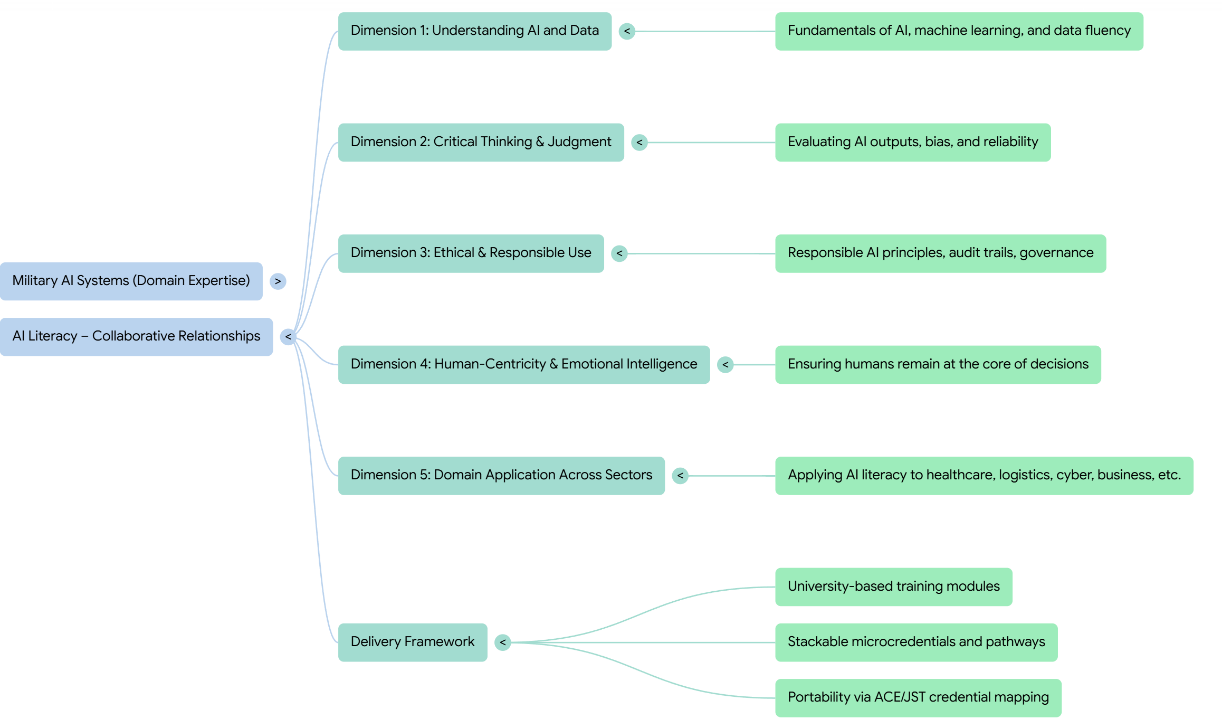 Dimension 1: Understanding AI and Data
<
Fundamentals of AI, machine learning, and data fluency
Dimension 2: Critical Thinking & Judgment
<
Evaluating AI outputs, bias, and reliability
Dimension 3: Ethical & Responsible Use
<
Responsible AI principles, audit trails, governance
Military AI Systems (Domain Expertise)
>
AI Literacy – Collaborative Relationships
<
Dimension 4: Human-Centricity & Emotional Intelligence
<
Ensuring humans remain at the core of decisions
Dimension 5: Domain Application Across Sectors
<
Applying AI literacy to healthcare, logistics, cyber, business, etc.
Delivery Framework
<
University-based training modules
Stackable microcredentials and pathways
Portability via ACE/JST credential mapping